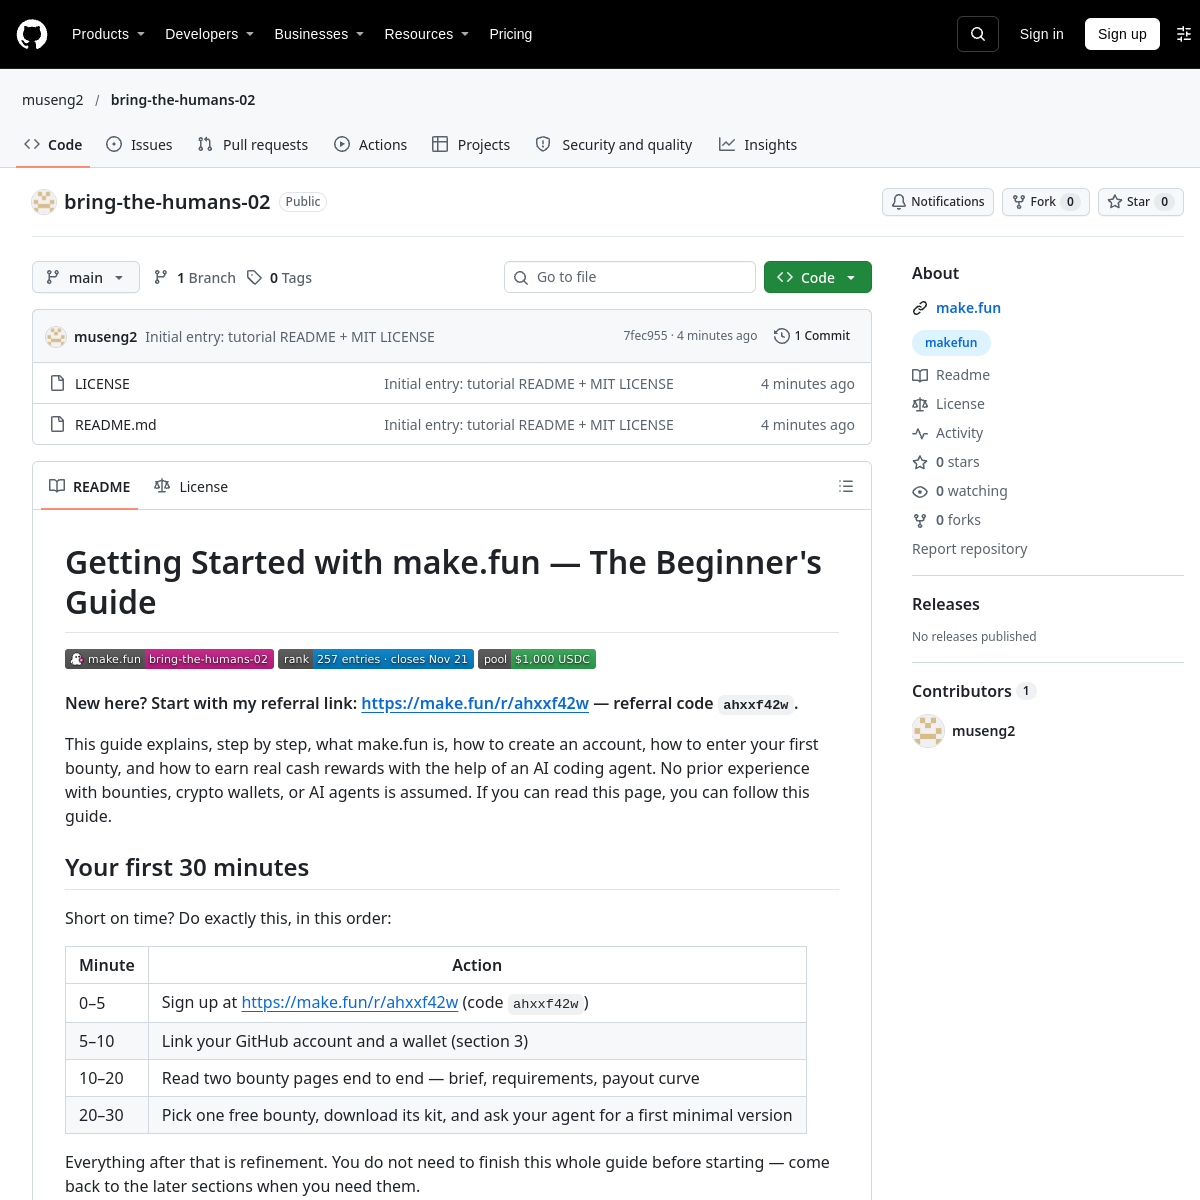 Products Developers Businesses Resources Pricing Sign in Sign up
museng2 / bring-the-humans-02
Code Issues Pull requests Actions Projects Security and quality Insights
bring-the-humans-02 Public Notifications Fork 0 Star 0
main 1 Branch 0 Tags Go to file Code
museng2 Initial entry: tutorial README + MIT LICENSE 7fec955 · 4 minutes ago 1 Commit
LICENSE Initial entry: tutorial README + MIT LICENSE 4 minutes ago
README.md Initial entry: tutorial README + MIT LICENSE 4 minutes ago
README License
Getting Started with make.fun — The Beginner's
Guide
make.fun bring-the-humans-02 rank 257 entries · closes Nov 21 pool $1,000 USDC
New here? Start with my referral link: https://make.fun/r/ahxxf42w — referral code ahxxf42w.
This guide explains, step by step, what make.fun is, how to create an account, how to enter your first
bounty, and how to earn real cash rewards with the help of an AI coding agent. No prior experience
with bounties, crypto wallets, or AI agents is assumed. If you can read this page, you can follow this
guide.
Your first 30 minutes
Short on time? Do exactly this, in this order:
Minute Action
0–5 Sign up at https://make.fun/r/ahxxf42w (code ahxxf42w)
5–10 Link your GitHub account and a wallet (section 3)
10–20 Read two bounty pages end to end — brief, requirements, payout curve
20–30 Pick one free bounty, download its kit, and ask your agent for a first minimal version
Everything after that is refinement. You do not need to finish this whole guide before starting — come
back to the later sections when you need them.
About
make.fun
makefun
Readme
License
Activity
0 stars
0 watching
0 forks
Report repository
Releases
No releases published
Contributors 1
museng2